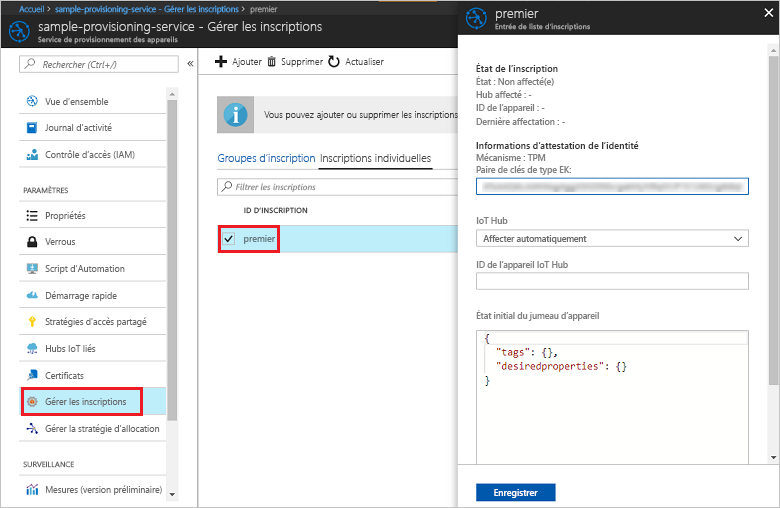 Accueil > sample-provisioning-service - Gérer les inscriptions > premier
sample-provisioning-service - Gérer les inscriptions
Service de provisionnement des appareils
Rechercher (Ctrl+/)
Vue d'ensemble
Journal d'activité
Contrôle d'accès (IAM)
PARAMÈTRES
Propriétés
Verrous
Script d'Automation
Démarrage rapide
Stratégies d'accès partagé
Hubs IoT liés
Certificats
Gérer les inscriptions
Gérer la stratégie d'allocation
SURVEILLANCE
Mesures (version préliminaire)
Ajouter Supprimer Actualiser
Vous pouvez ajouter ou supprimer les inscriptions
Groupes d'inscription Inscriptions individuelles
Filtrer les inscriptions
ID D'INSCRIPTION
premier
premier
Entrée de liste d'inscriptions
État de l'inscription
État : Non affecté(e)
Hub affecté : -
ID de l'appareil : -
Dernière affectation : -
Informations d'attestation de l'identité
Mécanisme : TPM
Paire de clés de type EK:
IoT Hub
Affecter automatiquement
ID de l'appareil IoT Hub
État initial du jumeau d'appareil
{
"tags": {},
"desiredproperties": {}
}
Enregistrer